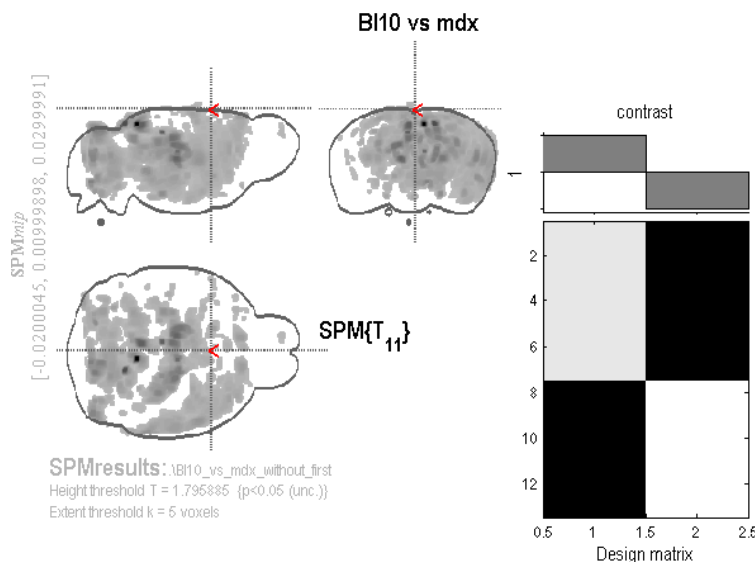 Bl10 vs mdx
SPMmip
[-0.0200045, 0.00999898, 0.0299991]
SPM{T11}
SPMresults: .\Bl10_vs_mdx_without_first
Height threshold T = 1.795885 {p<0.05 (unc.)}
Extent threshold k = 5 voxels
contrast
1
2
4
6
8
10
12
0.5 1 1.5 2 2.5
Design matrix